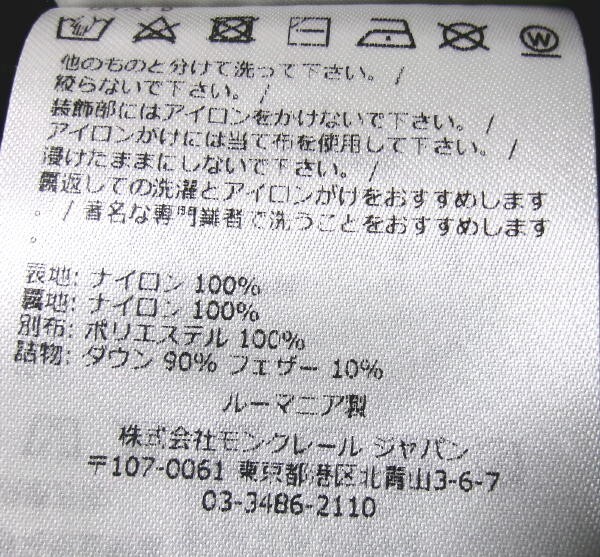 W
他のものと分けて洗って下さい。 /
絞らないで下さい。 /
装飾部にはアイロンをかけないで下さい。 /
アイロンかけには当て布を使用して下さい。 /
浸けたままにしないで下さい。 /
裏返しての洗濯とアイロンがけをおすすめします
。 / 著名な専門業者で洗うことをおすすめします
。
表地: ナイロン 100%
裏地: ナイロン 100%
別布: ポリエステル 100%
詰物: ダウン 90% フェザー 10%
ルーマニア製
株式会社モンクレール ジャパン
〒107-0061 東京都港区北青山3-6-7
03-3486-2110